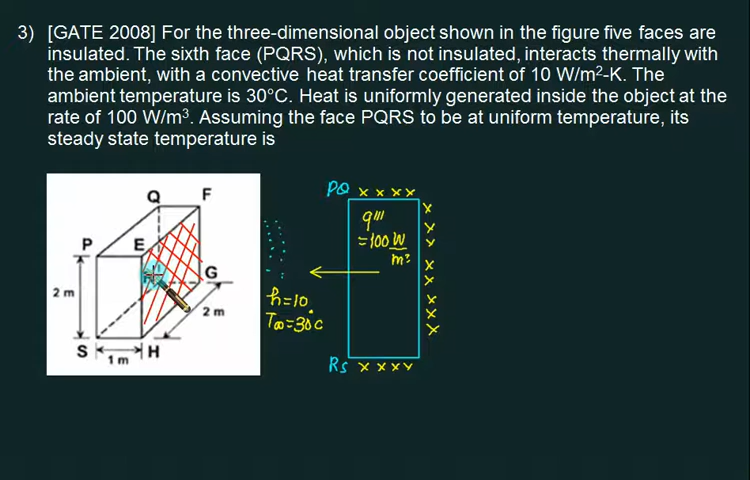 3) [GATE 2008] For the three-dimensional object shown in the figure five faces are
insulated. The sixth face (PQRS), which is not insulated, interacts thermally with
the ambient, with a convective heat transfer coefficient of 10 W/m²-K. The
ambient temperature is 30°C. Heat is uniformly generated inside the object at the
rate of 100 W/m³. Assuming the face PQRS to be at uniform temperature, its
steady state temperature is
Q F
P E
G
2 m
2 m
S H
1 m
PQ x x x x
q'''
=100 W
m³
x
x
x
x
x
x
x
x
h=10
T∞=30°C
RS x x x x